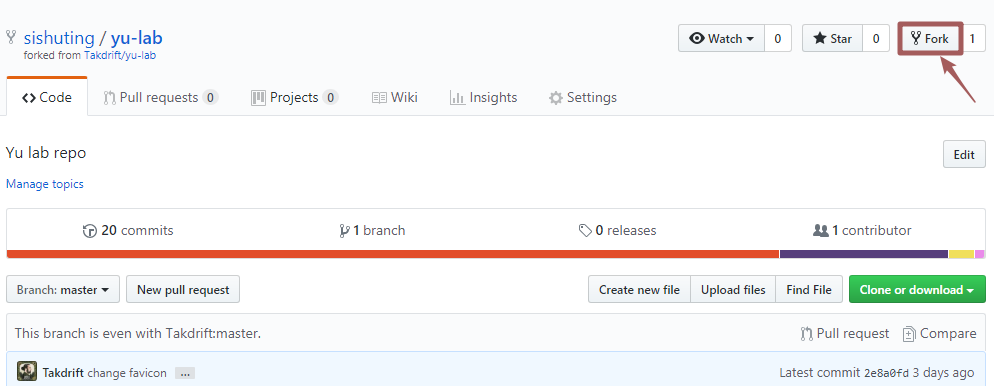 sishuting / yu-lab
forked from Takdrift/yu-lab
Watch 0 Star 0 Fork 1
Code Pull requests 0 Projects 0 Wiki Insights Settings
Yu lab repo
Edit
Manage topics
20 commits 1 branch 0 releases 1 contributor
Branch: master New pull request Create new file Upload files Find File Clone or download
This branch is even with Takdrift:master. Pull request Compare
Takdrift change favicon ... Latest commit 2e8a0fd 3 days ago